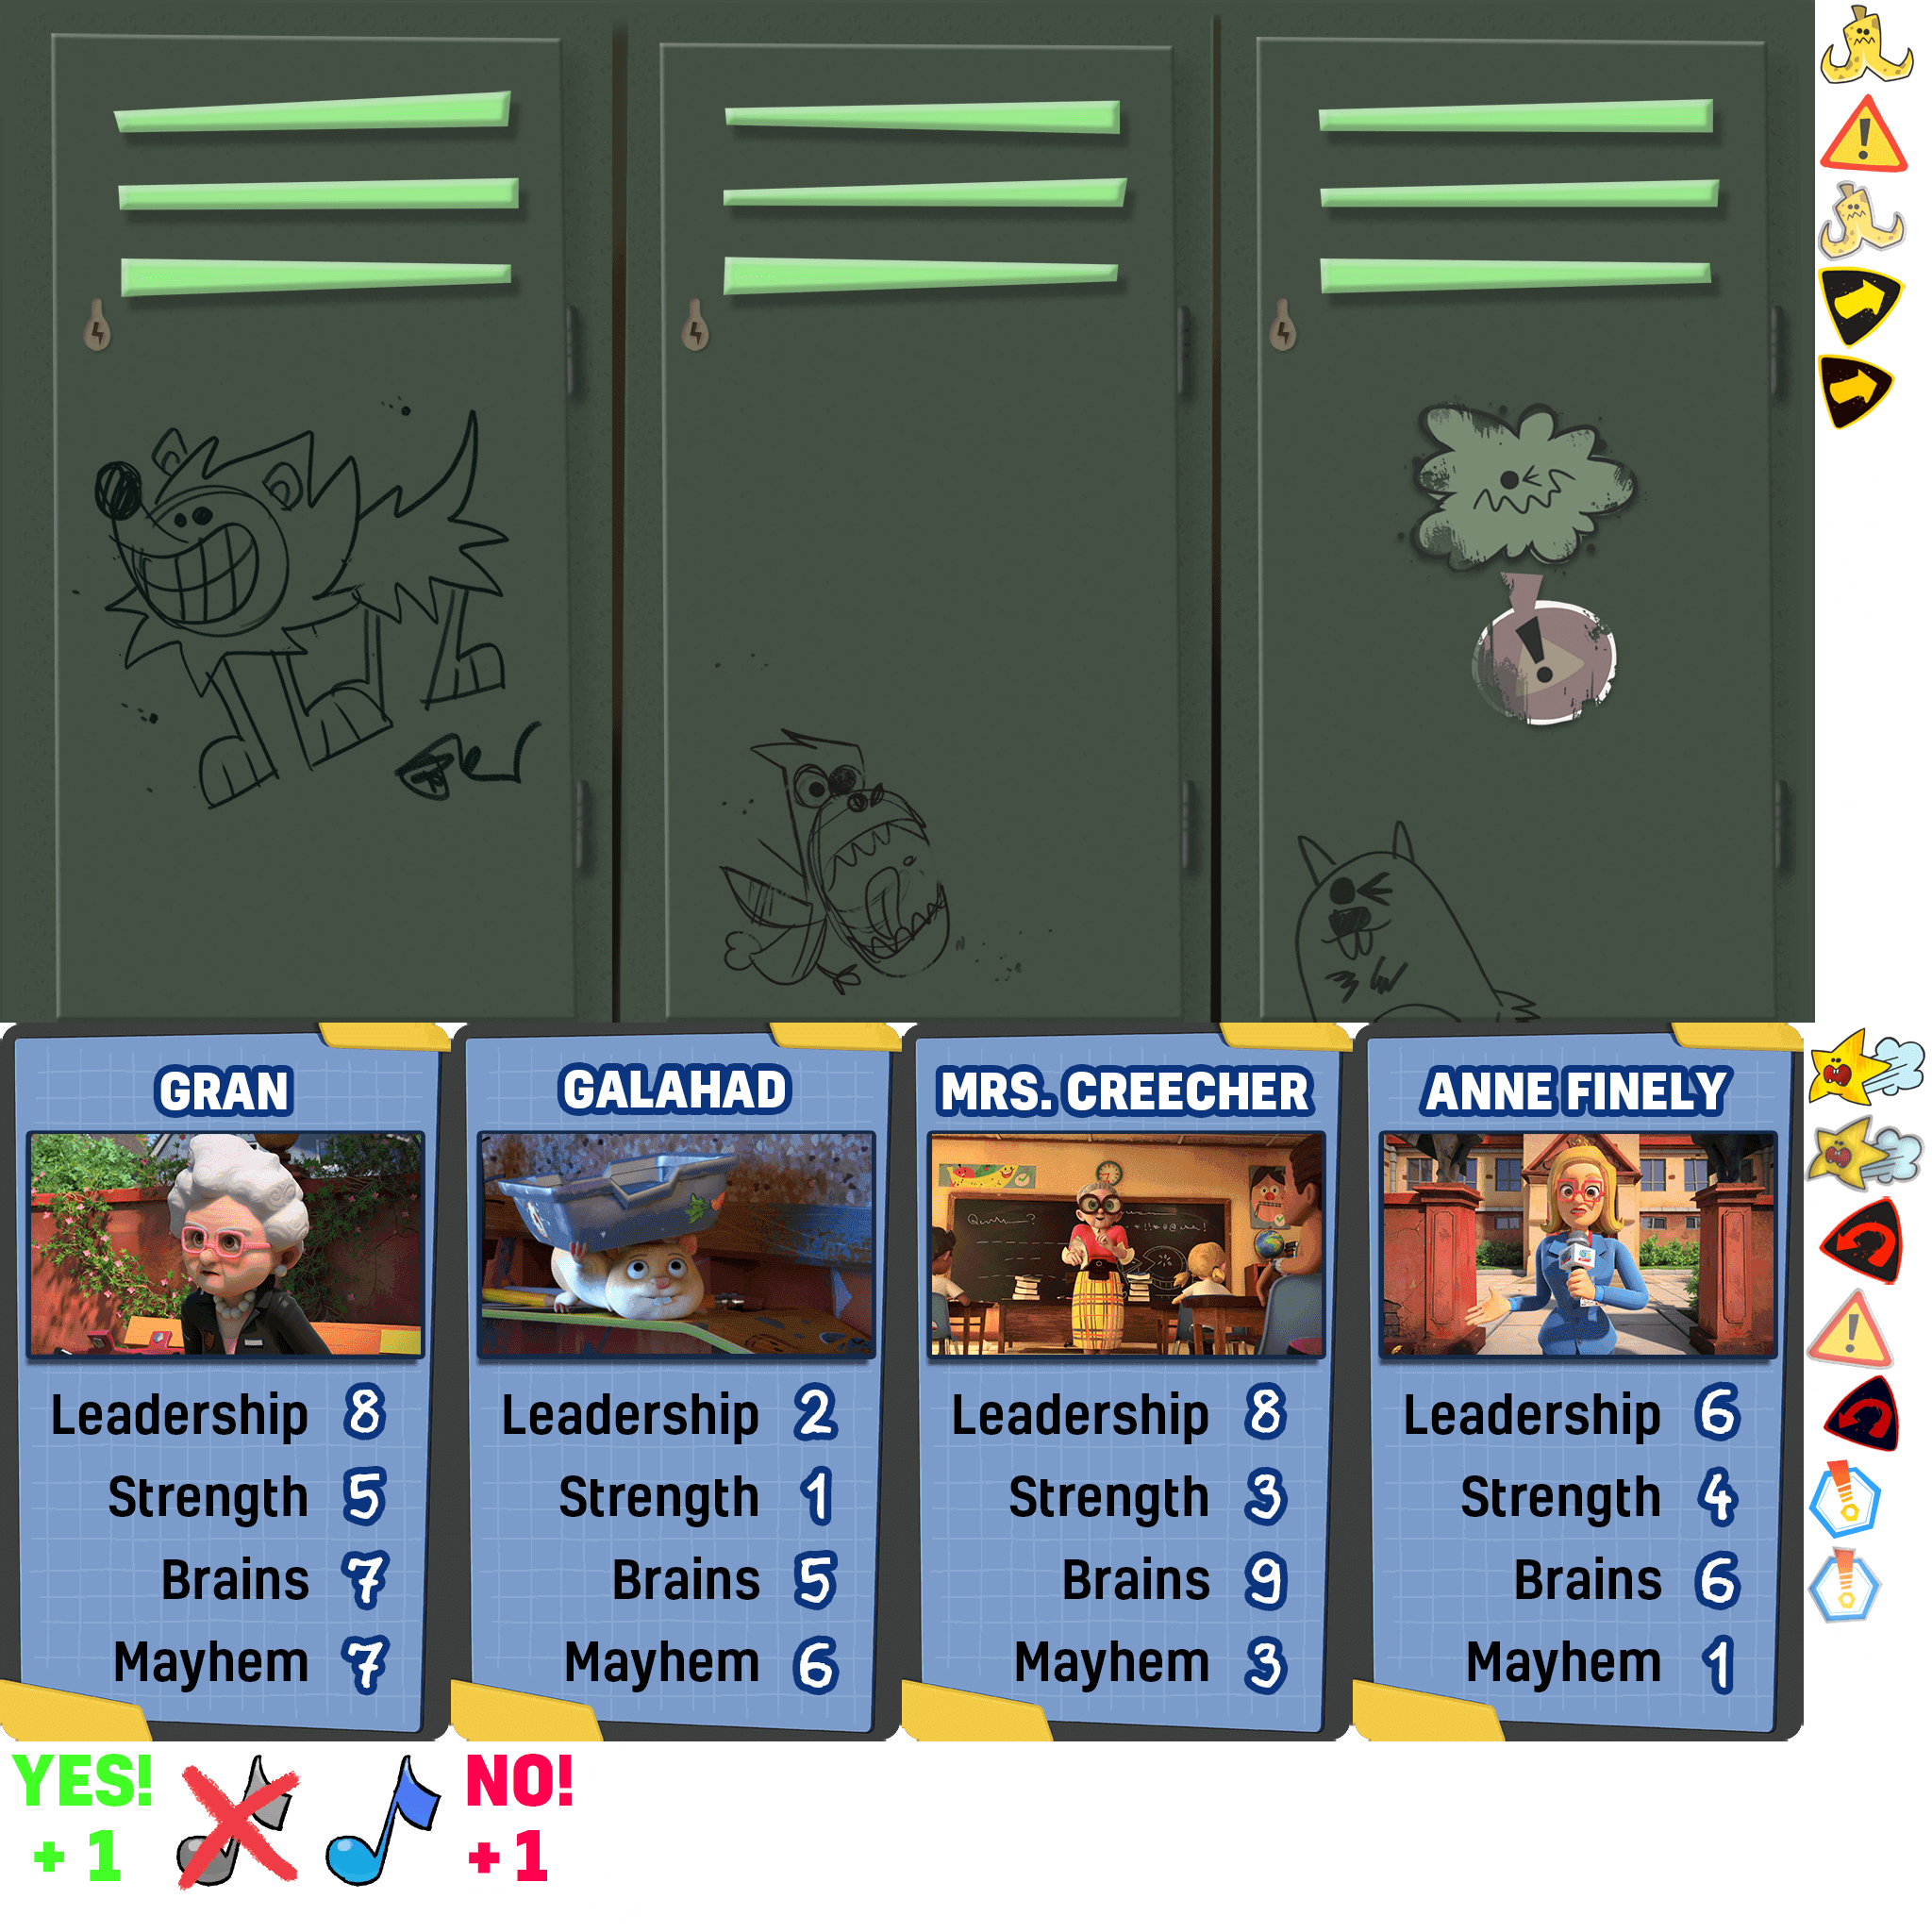 GRAN
Leadership 8
Strength 5
Brains 7
Mayhem 7
GALAHAD
Leadership 2
Strength 1
Brains 5
Mayhem 6
MRS. CREECHER
Leadership 8
Strength 3
Brains 9
Mayhem 3
ANNE FINELY
Leadership 6
Strength 4
Brains 6
Mayhem 1
YES!
+ 1
NO!
+ 1